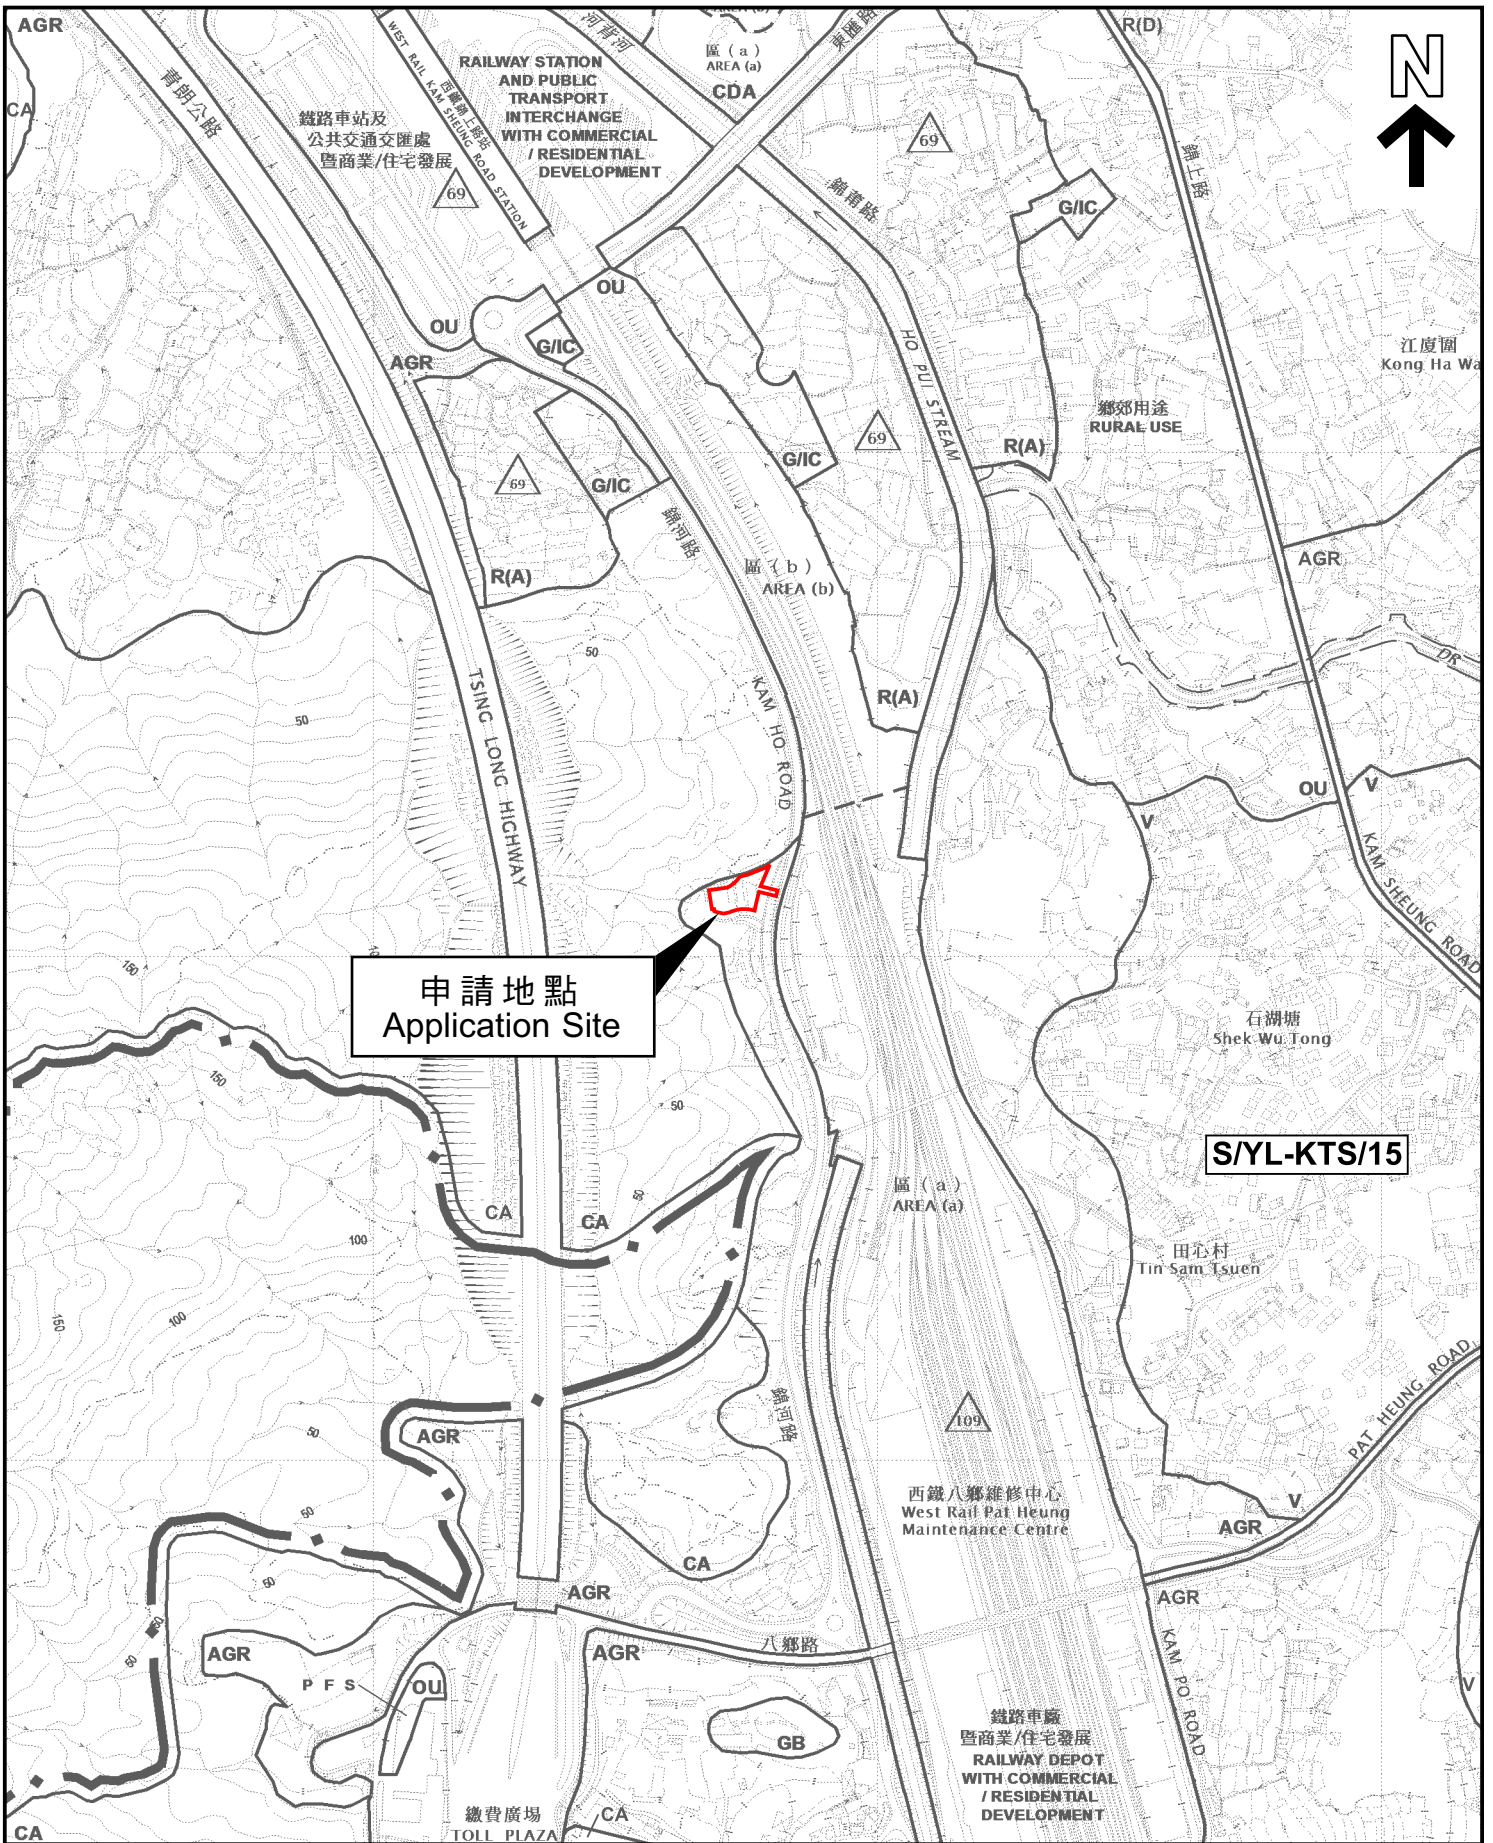 AGR
CA
青朗公路
鐵路車站及
公共交通交匯處
暨商業/住宅發展
69
WEST RAIL KAM SHEUNG ROAD STATION
西鐵錦上路站
RAILWAY STATION
AND PUBLIC
TRANSPORT
INTERCHANGE
WITH COMMERCIAL
/ RESIDENTIAL
DEVELOPMENT
河背河
區 ( a )
AREA (a)
CDA
東匯路
R(D)
N
69
錦莆路
錦上路
G/IC
OU
OU
G/IC
AGR
HO PUI STREAM
江廈圍
Kong Ha Wa
鄉郊用途
RURAL USE
69
G/IC
69
G/IC
R(A)
錦河路
R(A)
區 ( b )
AREA (b)
AGR
50
50
TSING LONG HIGHWAY
KAM HO ROAD
R(A)
DR
OU
V
V
KAM SHEUNG ROAD
150
申請地點
Application Site
石湖塘
Shek Wu Tong
150
50
S/YL-KTS/15
區 ( a )
AREA (a)
CA
CA
50
100
田心村
Tin Sam Tsuen
150
100
PAT HEUNG ROAD
錦河路
109
AGR
50
西鐵八鄉維修中心
West Rail Pat Heung
Maintenance Centre
V
AGR
50
CA
50
AGR
AGR
50
50
AGR
AGR
八鄉路
KAM PO ROAD
P F S
OU
V
GB
鐵路車廠
暨商業/住宅發展
RAILWAY DEPOT
WITH COMMERCIAL
/ RESIDENTIAL
DEVELOPMENT
繳費廣場
TOLL PLAZA
CA
CA